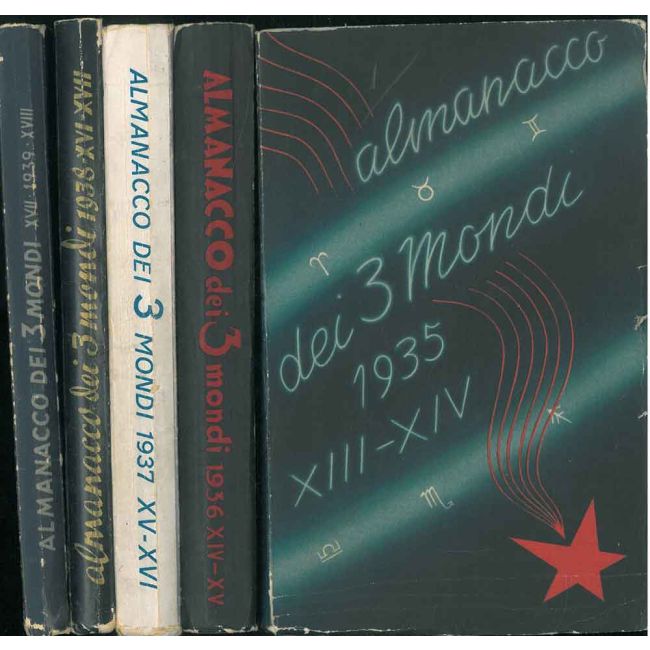 ALMANACCO DEI 3 MONDI XVII - 1939 - XVIII
almanacco dei 3 mondi 1938 - XVI - XVII
ALMANACCO DEI 3 MONDI 1937 XV-XVI
ALMANACCO dei 3 mondi 1936 XIV-XV
almanacco
dei 3 Mondi
1935
XIII-XIV